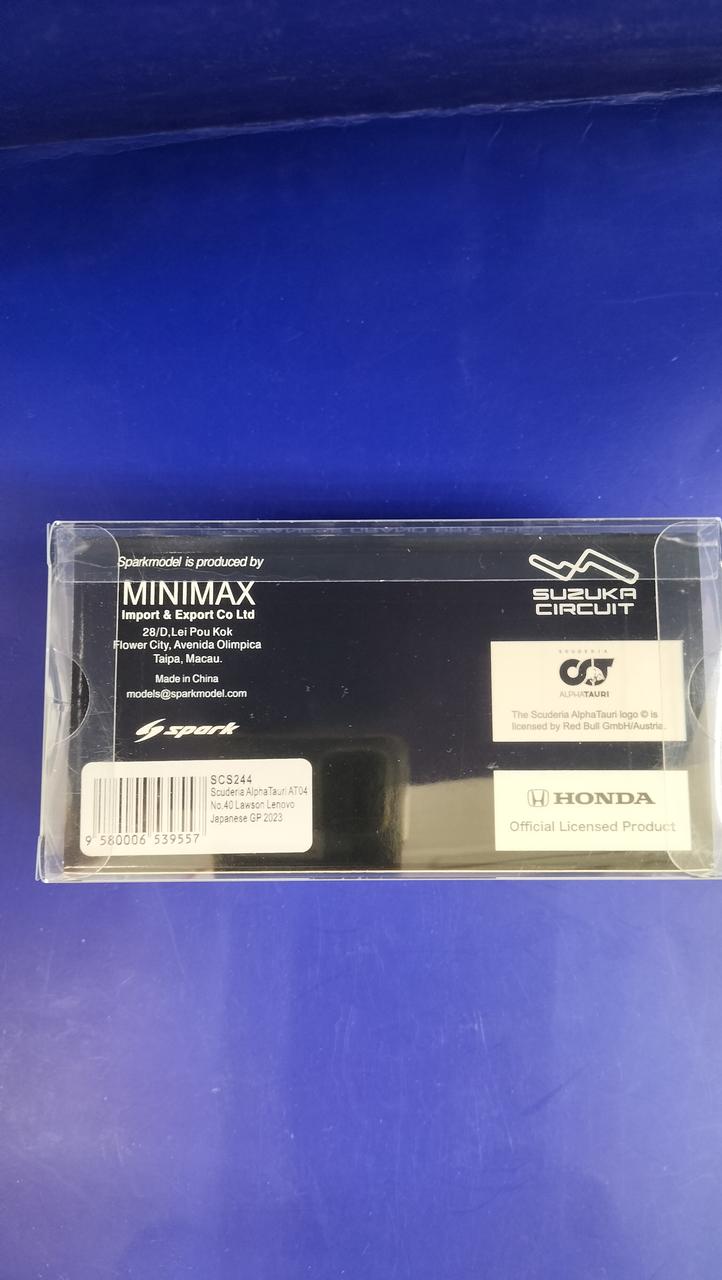 Sparkmodel is produced by
MINIMAX
Import & Export Co Ltd
28/D,Lei Pou Kok
Flower City, Avenida Olimpica
Taipa, Macau.
Made in China
models@sparkmodel.com
spark
SCS244
Scuderia AlphaTauri AT04
No.40 Lawson Lenovo
Japanese GP 2023
9 580006 539557
SUZUKA
CIRCUIT
SCUDERIA
ALPHATAURI
The Scuderia AlphaTauri logo © is
licensed by Red Bull GmbH/Austria.
HONDA
Official Licensed Product